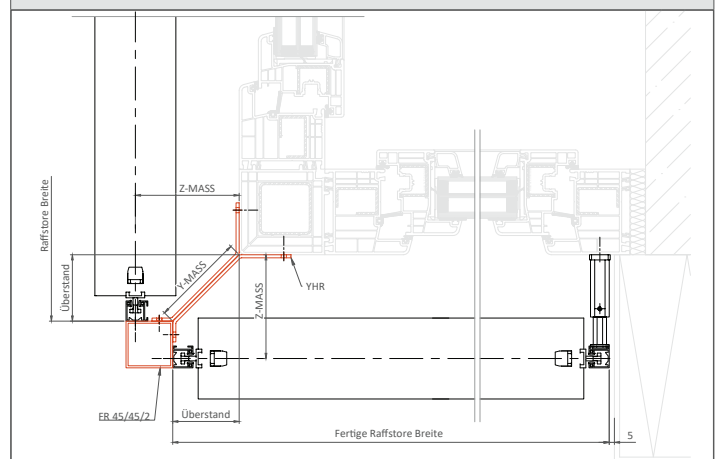 Z-MASS
Raffstore Breite
Überstand
Y-MASS
Z-MASS
YHR
FR 45/45/2
Überstand
Fertige Raffstore Breite
5